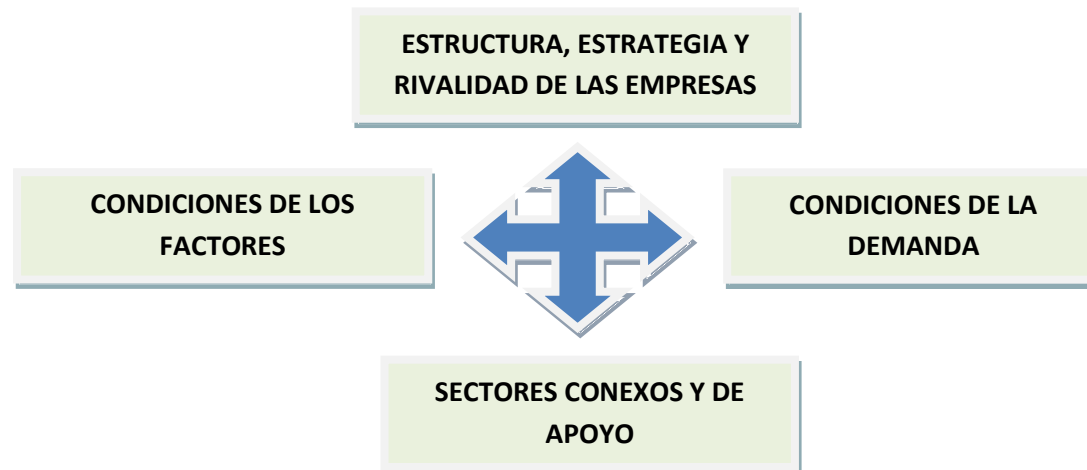 ESTRUCTURA, ESTRATEGIA Y
RIVALIDAD DE LAS EMPRESAS
CONDICIONES DE LOS
FACTORES
CONDICIONES DE LA
DEMANDA
SECTORES CONEXOS Y DE
APOYO